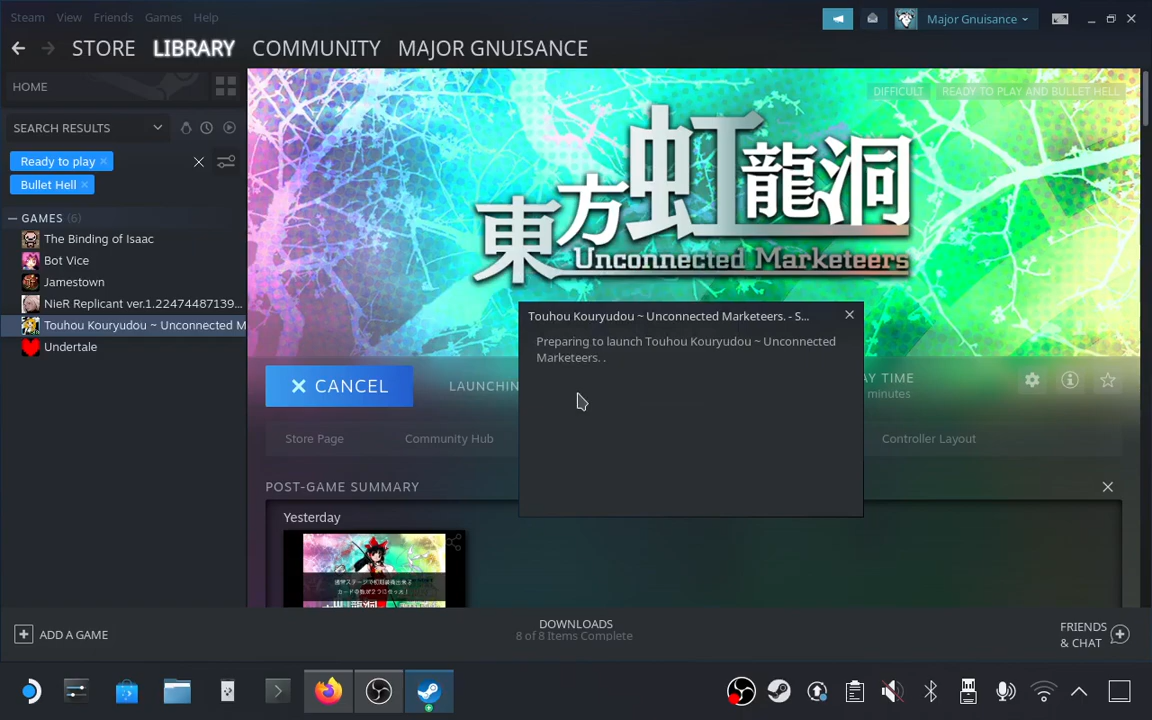 Steam View Friends Games Help
Major Gnuisance
STORE LIBRARY COMMUNITY MAJOR GNUISANCE
HOME
SEARCH RESULTS
Ready to play
Bullet Hell
GAMES (6)
The Binding of Isaac
Bot Vice
Jamestown
NieR Replicant ver.1.22474487139...
Touhou Kouryudou ~ Unconnected M
Undertale
DIFFICULT READY TO PLAY AND BULLET HELL
東方虹龍洞
Unconnected Marketeers
Touhou Kouryudou ~ Unconnected Marketeers. - S...
Preparing to launch Touhou Kouryudou ~ Unconnected
Marketeers. .
CANCEL
LAUNCHIN
AY TIME
minutes
Store Page Community Hub Controller Layout
POST-GAME SUMMARY
Yesterday
ADD A GAME
DOWNLOADS
8 of 8 Items Complete
FRIENDS
& CHAT